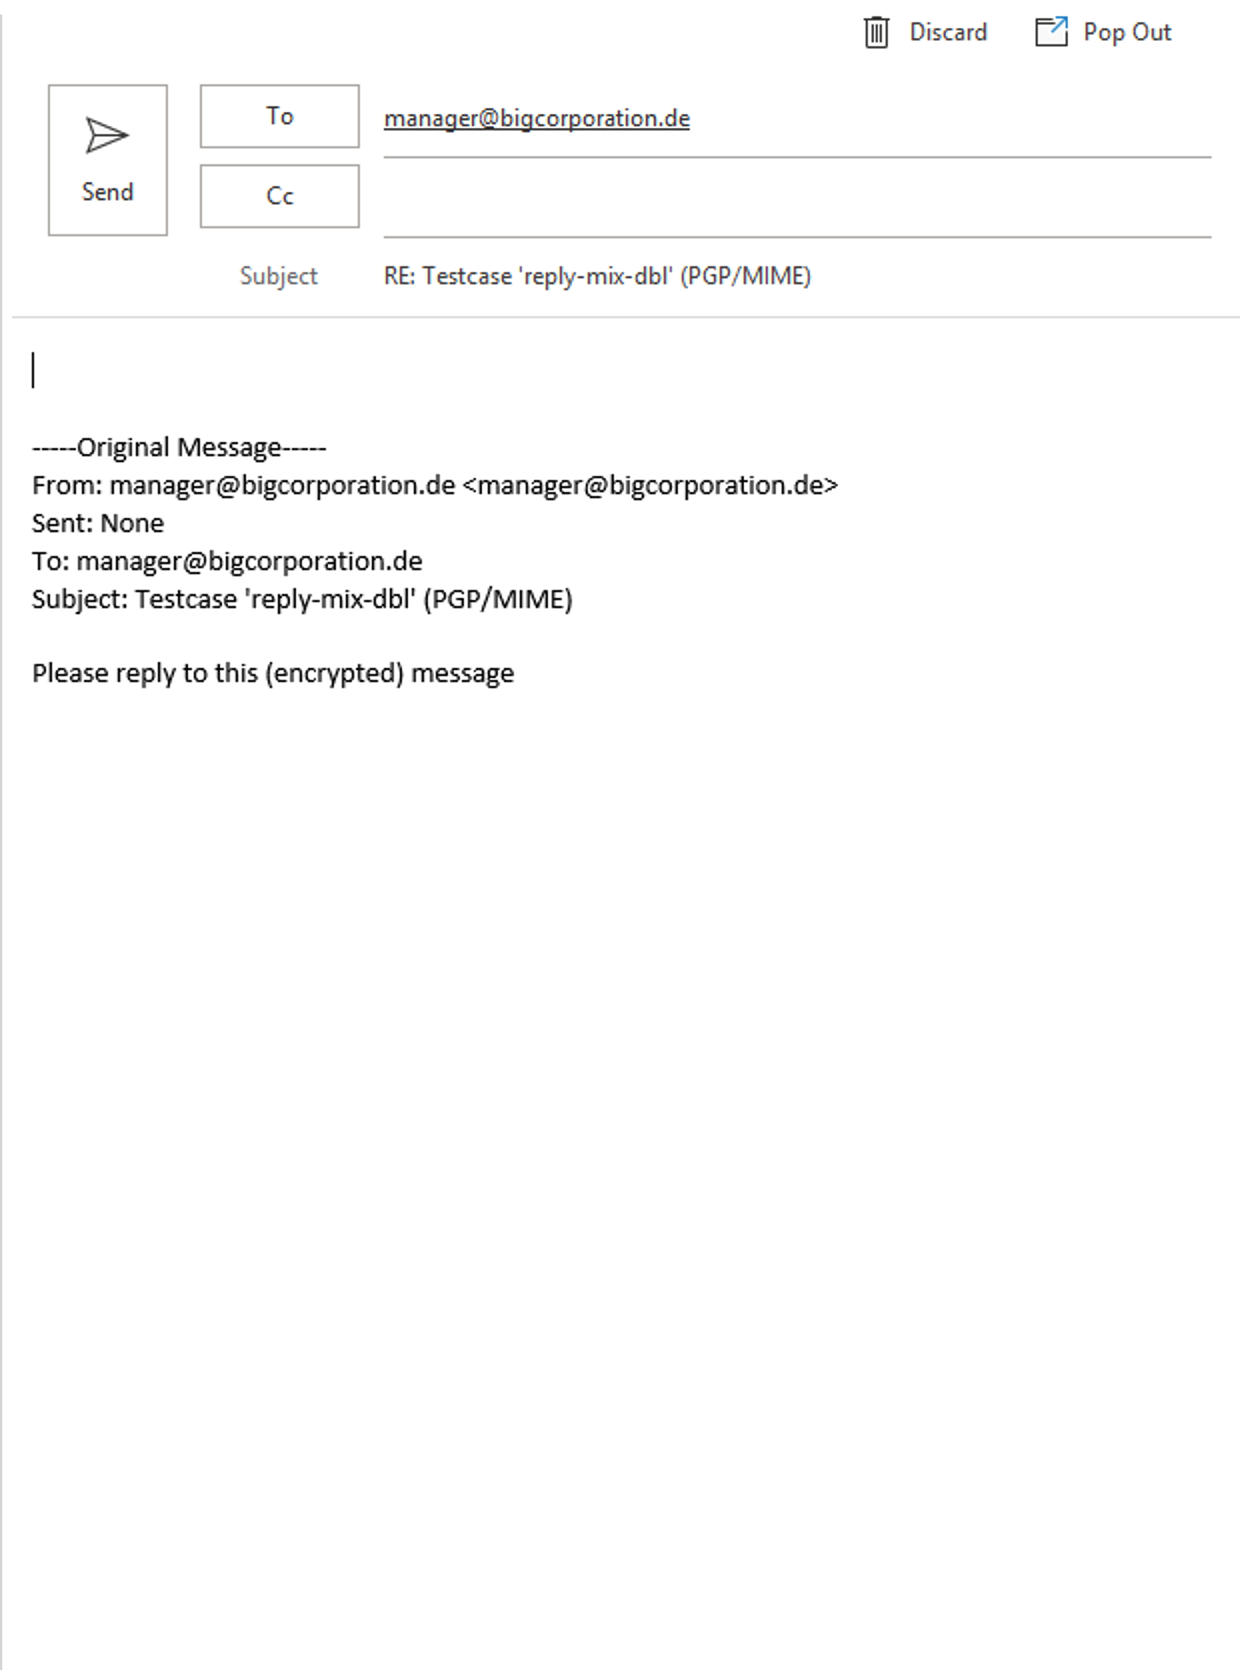 Discard
Pop Out
Send
To
manager@bigcorporation.de
Cc
Subject
RE: Testcase 'reply-mix-dbl' (PGP/MIME)
-----Original Message-----
From: manager@bigcorporation.de <manager@bigcorporation.de>
Sent: None
To: manager@bigcorporation.de
Subject: Testcase 'reply-mix-dbl' (PGP/MIME)
Please reply to this (encrypted) message